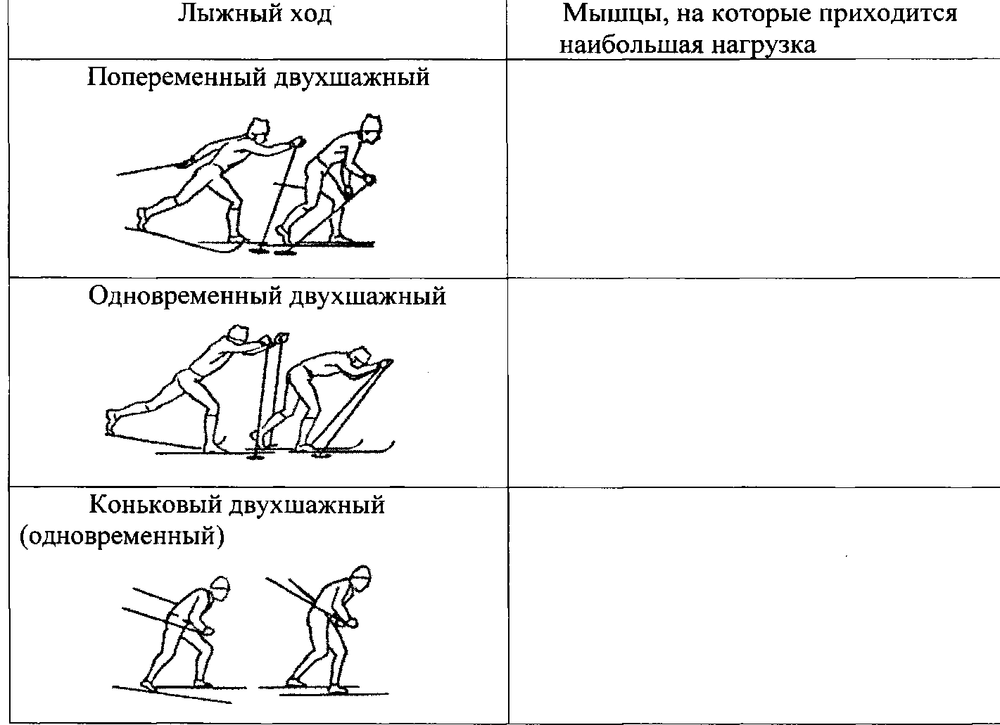 Лыжный ход
Мышцы, на которые приходится
наибольшая нагрузка
Попеременный двухшажный
Одновременный двухшажный
Коньковый двухшажный
(одновременный)